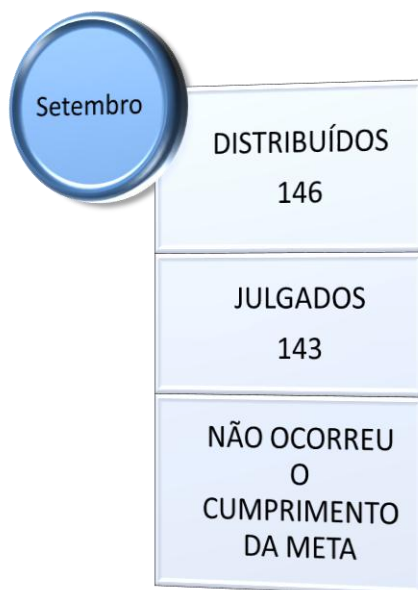 Setembro
DISTRIBUÍDOS
146
JULGADOS
143
NÃO OCORREU
O
CUMPRIMENTO
DA META